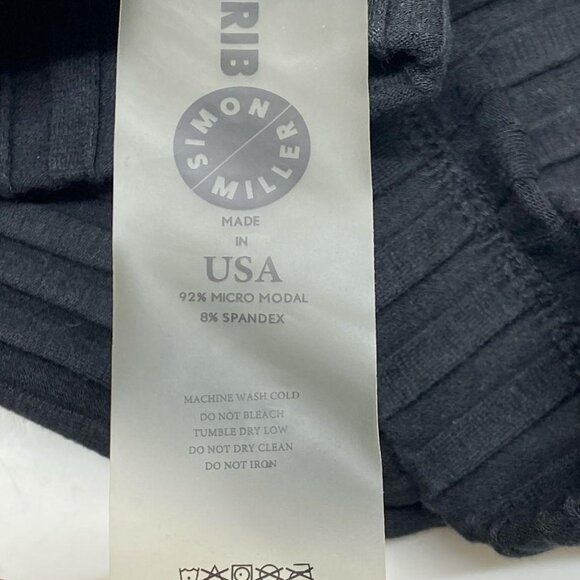 RIB
SIMON
MILLER
MADE
IN
USA
92% MICRO MODAL
8% SPANDEX
MACHINE WASH COLD
DO NOT BLEACH
TUMBLE DRY LOW
DO NOT DRY CLEAN
DO NOT IRON